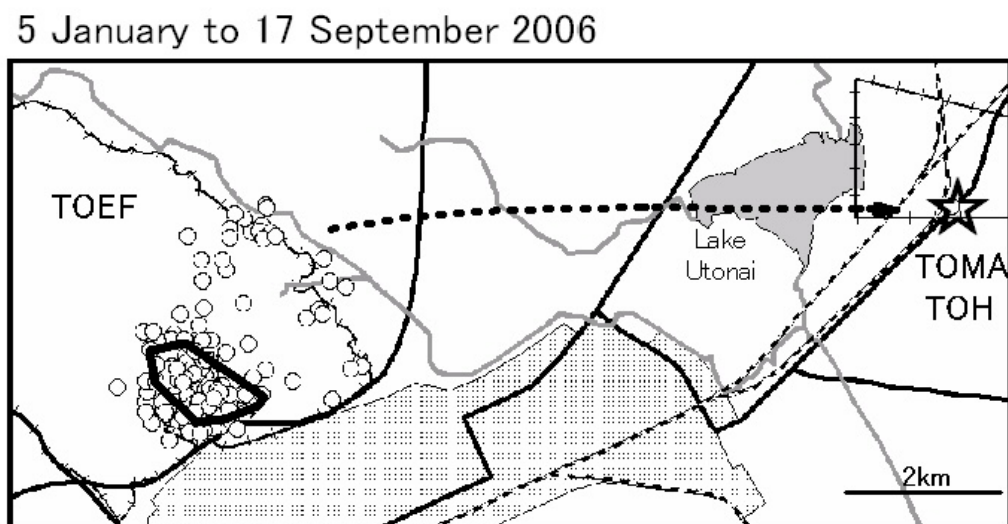 5 January to 17 September 2006
TOEF
Lake
Utonai
TOMA
TOH
2km